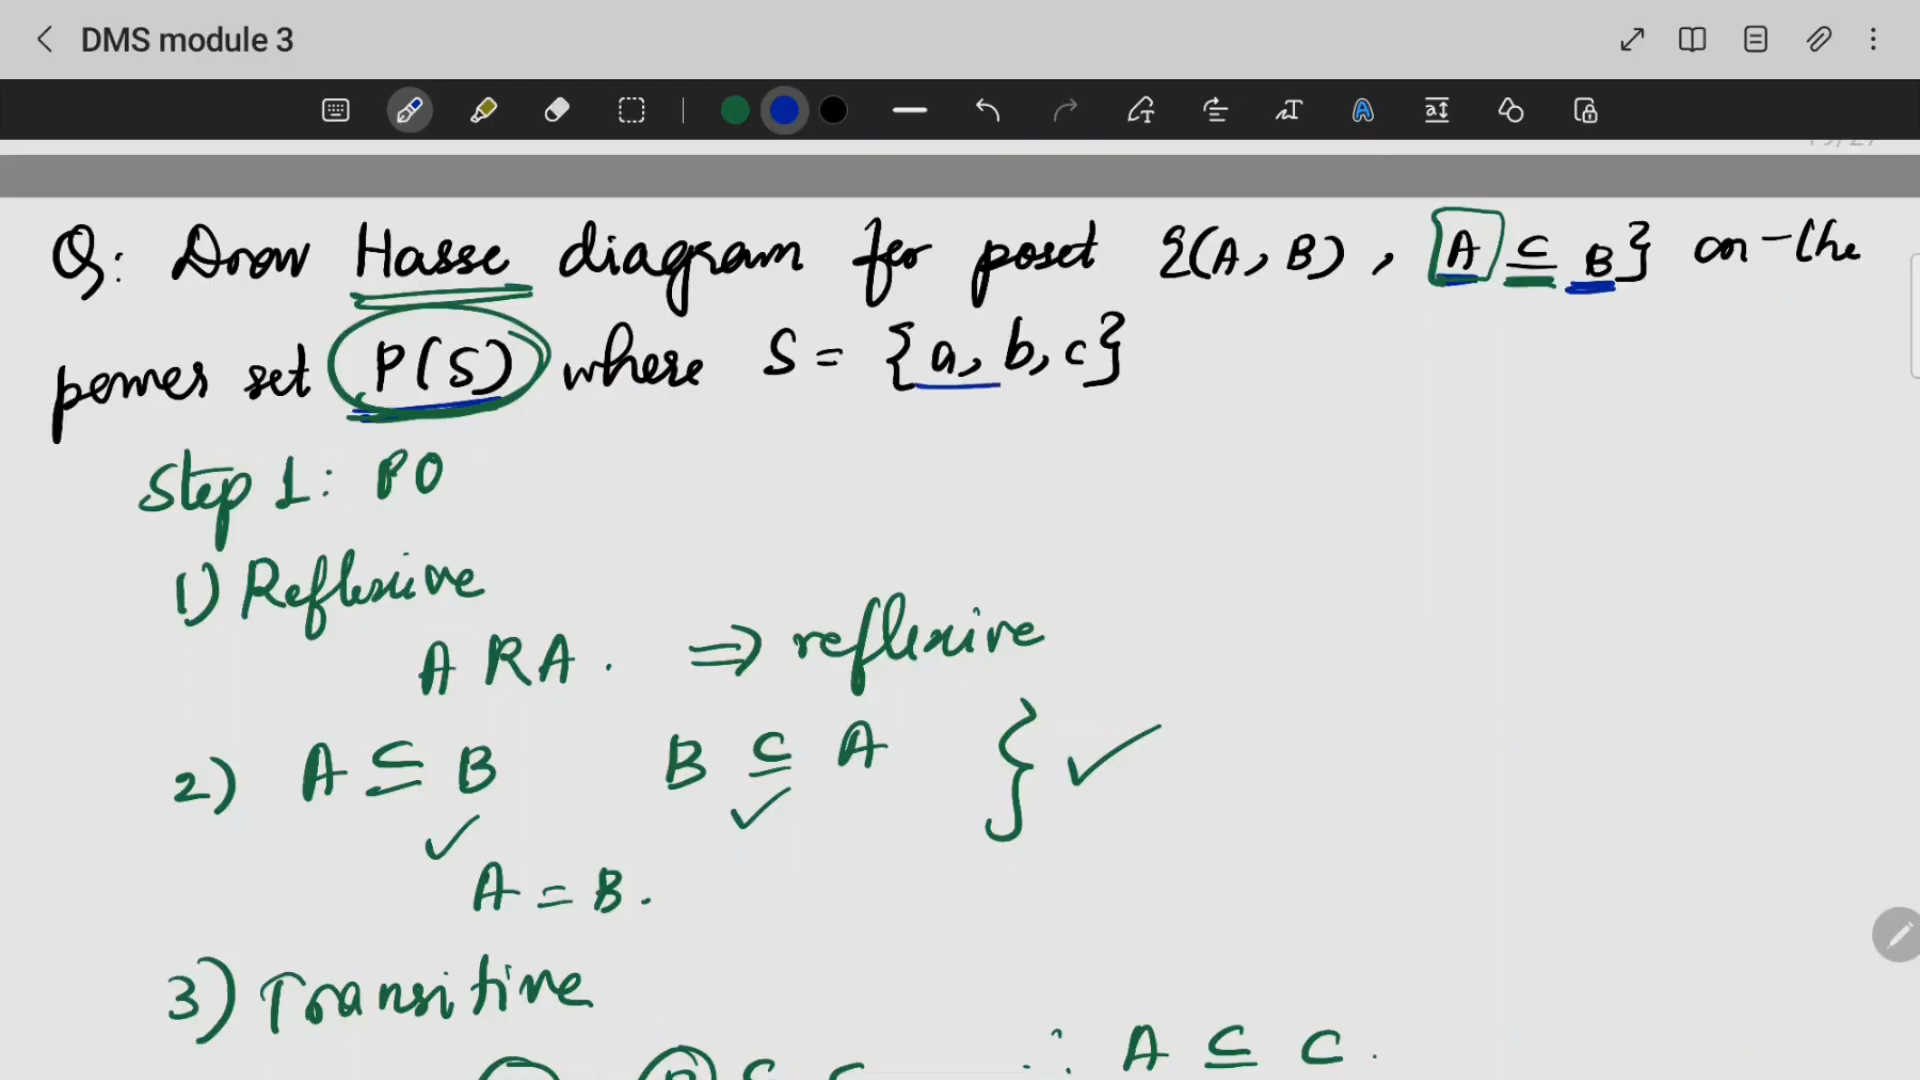 DMS module 3
Q: Draw Hasse diagram for poset {(A, B), A ⊆ B} on the
power set P(S) where S = {a, b, c}
Step 1: PO
1) Reflexive
A R A. ⇒ reflexive
2) A ⊆ B B ⊆ A } ✓
✓ ✓
A = B.
3) Transitive
∴ A ⊆ C.